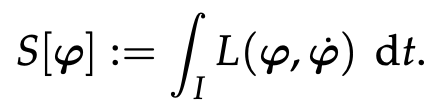 S[𝝋] := ∫_I L(𝝋, 𝝋̇) dt.